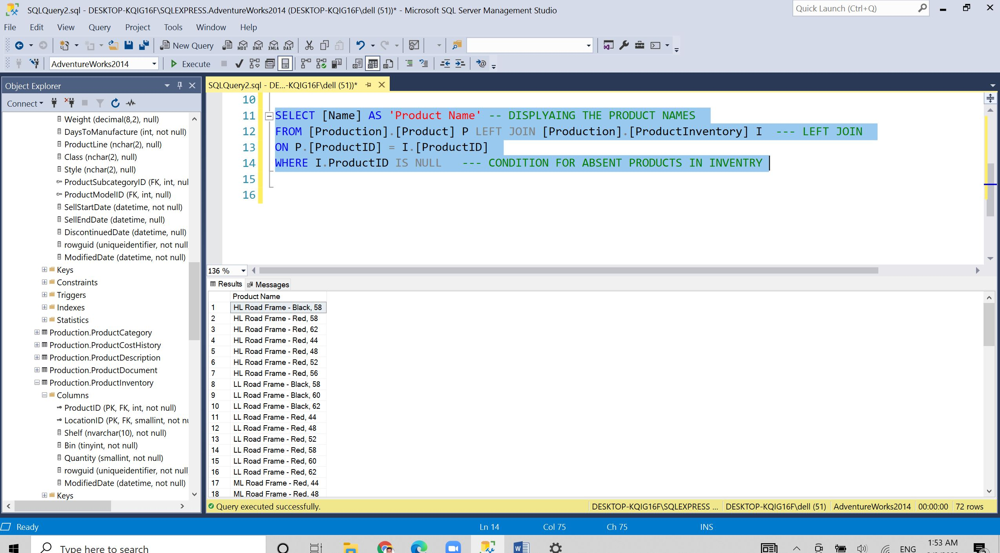 SQLQuery2.sql - DESKTOP-KQIG16F\SQLEXPRESS.AdventureWorks2014 (DESKTOP-KQIG16F\dell (51))* - Microsoft SQL Server Management Studio
Quick Launch (Ctrl+Q)
File Edit View Query Project Tools Window Help
New Query MDX DMX XMLA DAX
AdventureWorks2014 Execute
Object Explorer
Connect
Weight (decimal(8,2), null)
DaysToManufacture (int, not null)
ProductLine (nchar(2), null)
Class (nchar(2), null)
Style (nchar(2), null)
ProductSubcategoryID (FK, int, nul
ProductModelID (FK, int, null)
SellStartDate (datetime, not null)
SellEndDate (datetime, null)
DiscontinuedDate (datetime, null)
rowguid (uniqueidentifier, not null
ModifiedDate (datetime, not null)
Keys
Constraints
Triggers
Indexes
Statistics
Production.ProductCategory
Production.ProductCostHistory
Production.ProductDescription
Production.ProductDocument
Production.ProductInventory
Columns
ProductID (PK, FK, int, not null)
LocationID (PK, FK, smallint, not nu
Shelf (nvarchar(10), not null)
Bin (tinyint, not null)
Quantity (smallint, not null)
rowguid (uniqueidentifier, not null
ModifiedDate (datetime, not null)
Keys
SQLQuery2.sql - DE...-KQIG16F\dell (51))*
10
11 SELECT [Name] AS 'Product Name' -- DISPLYAING THE PRODUCT NAMES
12 FROM [Production].[Product] P LEFT JOIN [Production].[ProductInventory] I --- LEFT JOIN
13 ON P.[ProductID] = I.[ProductID]
14 WHERE I.ProductID IS NULL --- CONDITION FOR ABSENT PRODUCTS IN INVENTRY
15
16
136 %
Results Messages
Product Name
1 HL Road Frame - Black, 58
2 HL Road Frame - Red, 58
3 HL Road Frame - Red, 62
4 HL Road Frame - Red, 44
5 HL Road Frame - Red, 48
6 HL Road Frame - Red, 52
7 HL Road Frame - Red, 56
8 LL Road Frame - Black, 58
9 LL Road Frame - Black, 60
10 LL Road Frame - Black, 62
11 LL Road Frame - Red, 44
12 LL Road Frame - Red, 48
13 LL Road Frame - Red, 52
14 LL Road Frame - Red, 58
15 LL Road Frame - Red, 60
16 LL Road Frame - Red, 62
17 ML Road Frame - Red, 44
18 ML Road Frame - Red, 48
Query executed successfully. DESKTOP-KQIG16F\SQLEXPRESS ... DESKTOP-KQIG16F\dell (51) AdventureWorks2014 00:00:00 72 rows
Ready Ln 14 Col 75 Ch 75 INS
Type here to search
ENG
1:53 AM